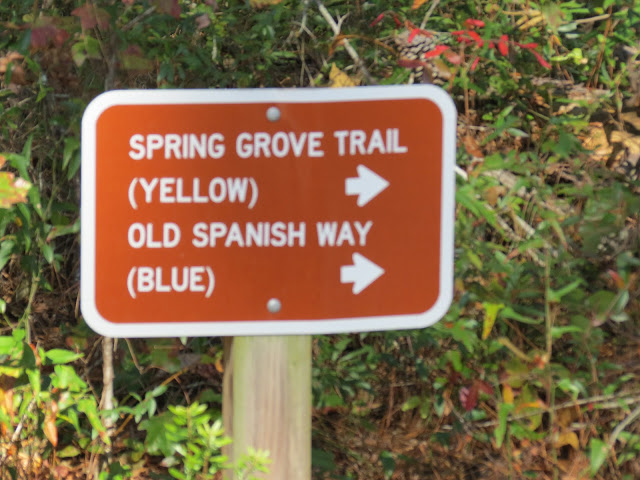 SPRING GROVE TRAIL
(YELLOW)
OLD SPANISH WAY
(BLUE)